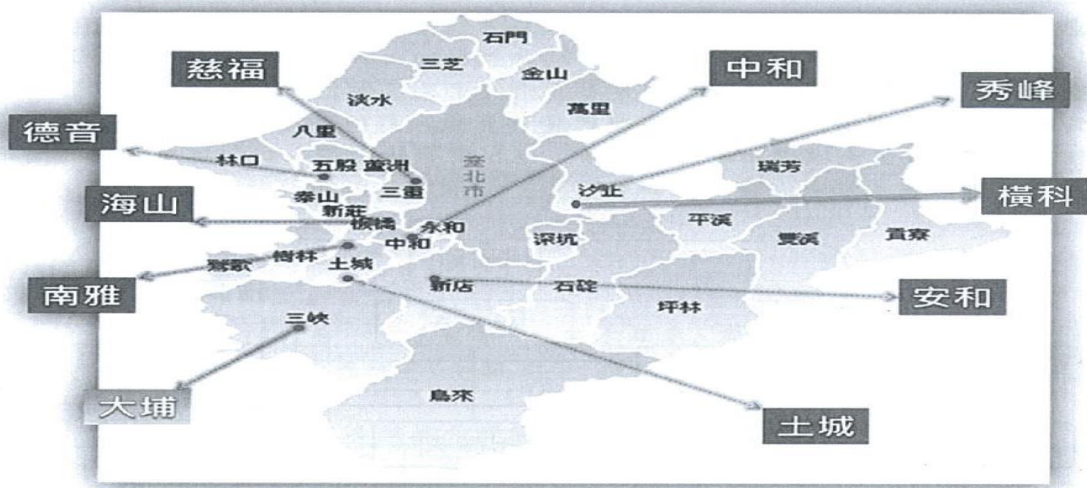 石門
慈福
三芝
金山
中和
淡水
萬里
秀峰
德音
八里
林口
五股
蘆洲
臺北市
瑞芳
三重
汐止
泰山
橫科
海山
新莊
板橋
永和
平溪
中和
深坑
雙溪
貢寮
樹林
鶯歌
土城
南雅
新店
石碇
安和
坪林
三峽
烏來
大埔
土城